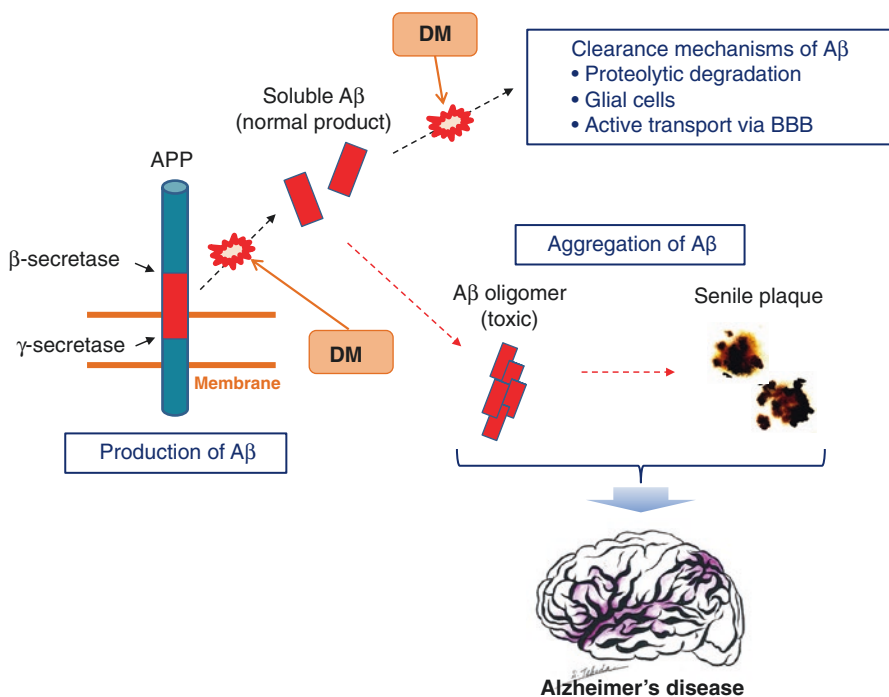 DM
Clearance mechanisms of Aβ
• Proteolytic degradation
• Glial cells
• Active transport via BBB
Soluble Aβ
(normal product)
APP
β-secretase
γ-secretase
Membrane
DM
Production of Aβ
Aggregation of Aβ
Aβ oligomer
(toxic)
Senile plaque
Alzheimer's disease